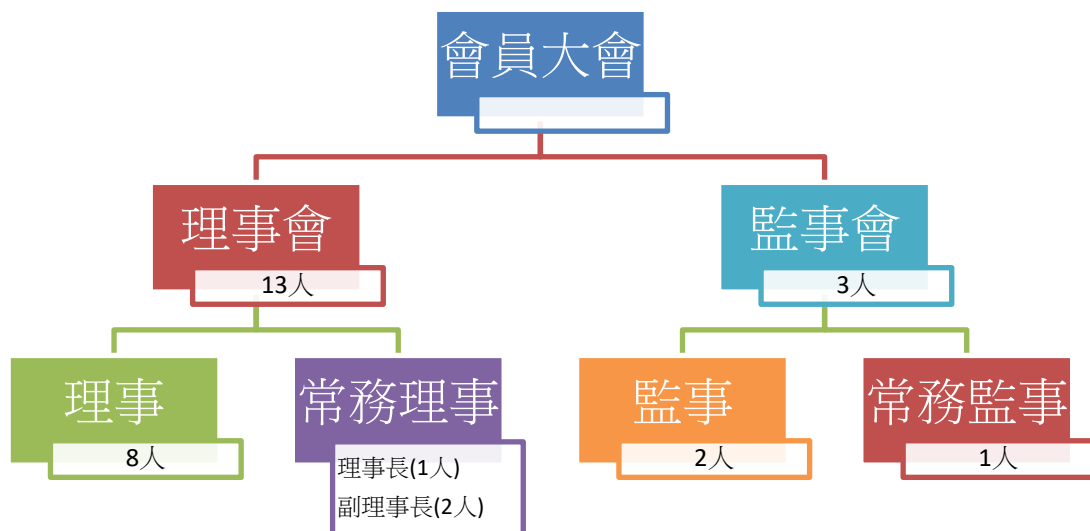 會員大會
理事會
13人
監事會
3人
理事
8人
常務理事
理事長(1人)
副理事長(2人)
監事
2人
常務監事
1人